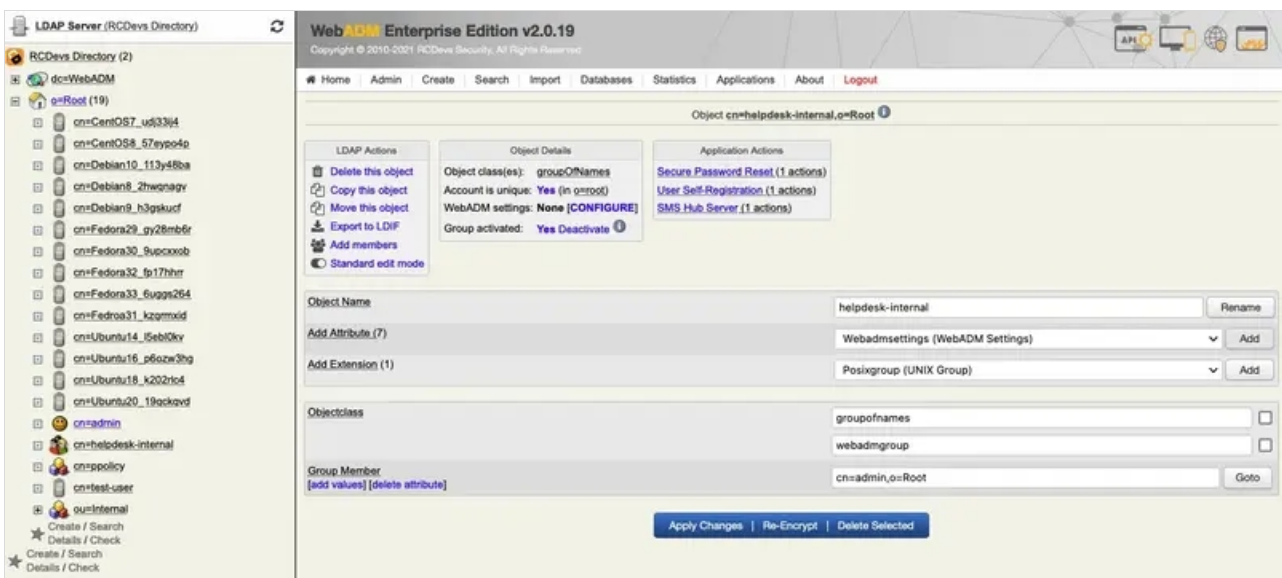 LDAP Server (RCDevs Directory)
RCDevs Directory (2)
dc=WebADM
o=Root (19)
cn=CentOS7_udj33ij4
cn=CentOS8_57eypo4p
cn=Debian10_113y48ba
cn=Debian8_2hwqnagv
cn=Debian9_h3gskucf
cn=Fedora29_gy28mb6r
cn=Fedora30_9upcxxob
cn=Fedora32_fp17hhrr
cn=Fedora33_6uggs264
cn=Fedroa31_kzqrmxid
cn=Ubuntu14_l5ebl0kv
cn=Ubuntu16_p6ozw3hg
cn=Ubuntu18_k202rlo4
cn=Ubuntu20_19qckqvd
cn=admin
cn=helpdesk-internal
cn=ppolicy
cn=test-user
ou=Internal
Create / Search
Details / Check
Create / Search
Details / Check
WebADM Enterprise Edition v2.0.19
Copyright © 2010-2021 RCDevs Security, All Rights Reserved
Home Admin Create Search Import Databases Statistics Applications About Logout
Object cn=helpdesk-internal,o=Root
LDAP Actions
Delete this object
Copy this object
Move this object
Export to LDIF
Add members
Standard edit mode
Object Details
Object class(es): groupOfNames
Account is unique: Yes (in o=root)
WebADM settings: None [CONFIGURE]
Group activated: Yes Deactivate
Application Actions
Secure Password Reset (1 actions)
User Self-Registration (1 actions)
SMS Hub Server (1 actions)
Object Name helpdesk-internal Rename
Add Attribute (7) Webadmsettings (WebADM Settings) Add
Add Extension (1) Posixgroup (UNIX Group) Add
Objectclass groupofnames
webadmgroup
Group Member
[add values] [delete attribute] cn=admin,o=Root Goto
Apply Changes | Re-Encrypt | Delete Selected
API